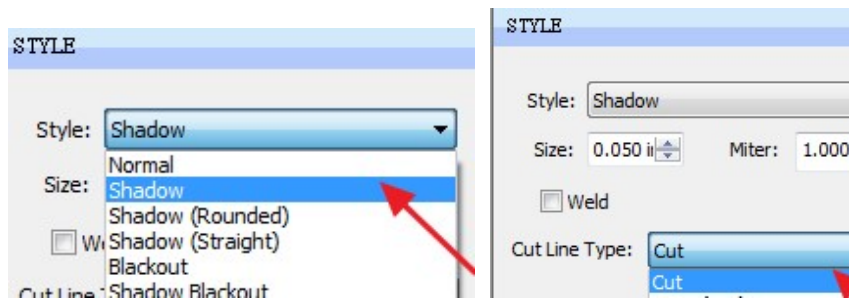 STYLE
Style: Shadow
Normal
Size: Shadow
Shadow (Rounded)
Shadow (Straight)
Blackout
Shadow Blackout
STYLE
Style: Shadow
Size: 0.050 Miter: 1.000
Weld
Cut Line Type: Cut
Cut